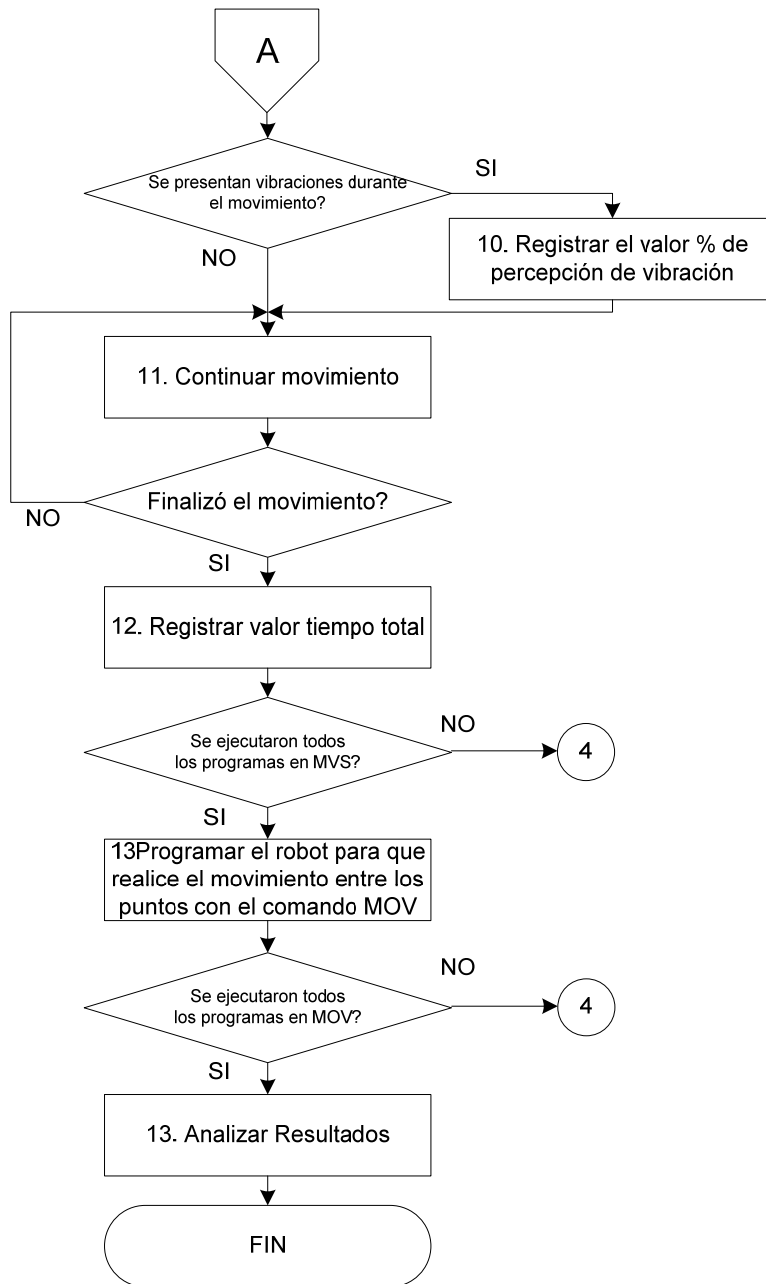 A
Se presentan vibraciones durante
el movimiento?
SI
10. Registrar el valor % de
percepción de vibración
NO
11. Continuar movimiento
Finalizó el movimiento?
NO
SI
12. Registrar valor tiempo total
Se ejecutaron todos
los programas en MVS?
NO
4
SI
13Programar el robot para que
realice el movimiento entre los
puntos con el comando MOV
Se ejecutaron todos
los programas en MOV?
NO
4
SI
13. Analizar Resultados
FIN